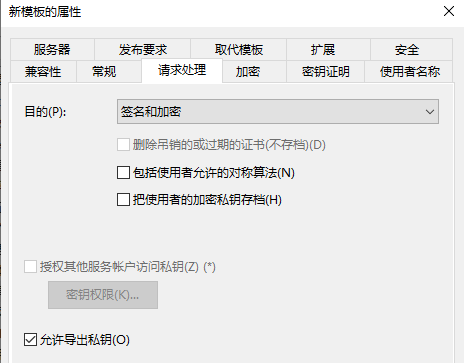 新模板的属性
服务器 发布要求 取代模板 扩展 安全
兼容性 常规 请求处理 加密 密钥证明 使用者名称
目的(P): 签名和加密
删除吊销的或过期的证书(不存档)(D)
包括使用者允许的对称算法(N)
把使用者的加密私钥存档(H)
授权其他服务帐户访问私钥(Z) (*)
密钥权限(K)...
允许导出私钥(O)